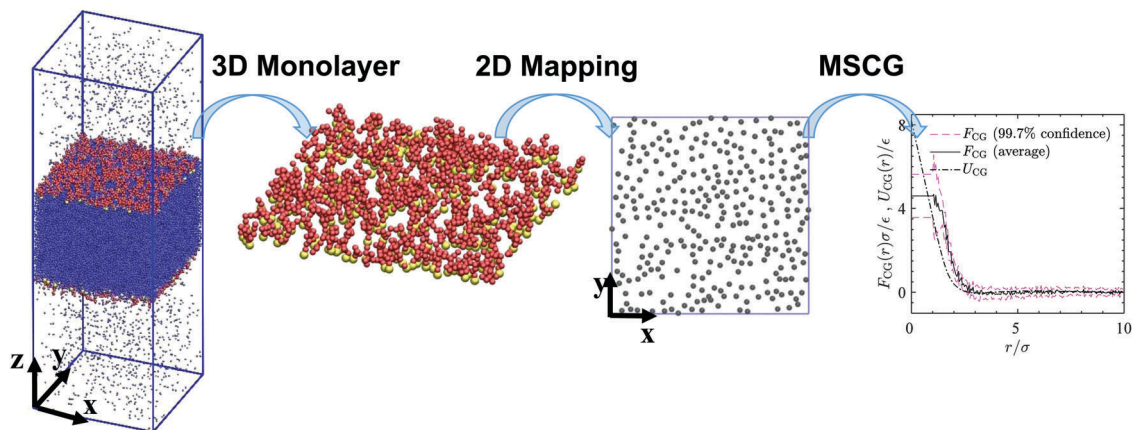 3D Monolayer
2D Mapping
MSCG
z
y
x
y
x
F_CG(r)σ/ϵ , U_CG(r)/ϵ
8
4
0
F_CG (99.7% confidence)
F_CG (average)
U_CG
0
5
10
r/σ